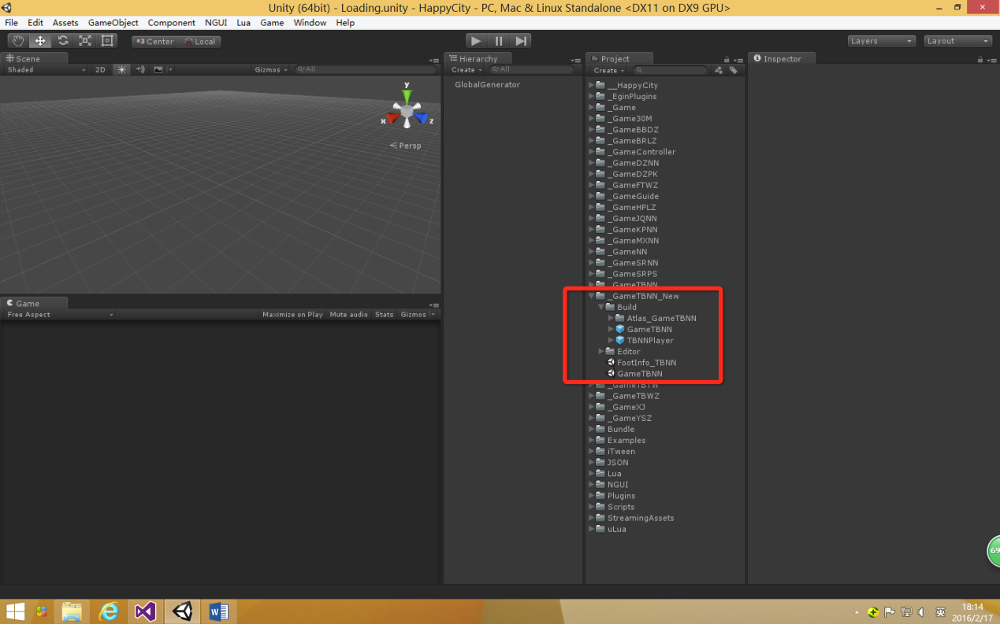 Unity (64bit) - Loading.unity - HappyCity - PC, Mac & Linux Standalone <DX11 on DX9 GPU>
File Edit Assets GameObject Component NGUI Lua Game Window Help
Center Local Layers Layout
Scene
Shaded 2D Gizmos All
y
x z
Persp
Game
Free Aspect Maximize on Play Mute audio Stats Gizmos
Hierarchy
Create All
GlobalGenerator
Project
Create
__HappyCity
_EginPlugins
_Game
_Game30M
_GameBBDZ
_GameBRLZ
_GameController
_GameDZNN
_GameDZPK
_GameFTWZ
_GameGuide
_GameHPLZ
_GameJQNN
_GameKPNN
_GameMXNN
_GameNN
_GameSRNN
_GameSRPS
_GameTBNN
_GameTBNN_New
Build
Atlas_GameTBNN
GameTBNN
TBNNPlayer
Editor
FootInfo_TBNN
GameTBNN
_GameTBTW
_GameTBWZ
_GameXJ
_GameYSZ
Bundle
Examples
iTween
JSON
Lua
NGUI
Plugins
Scripts
StreamingAssets
uLua
Inspector
69
英
18:14
2016/2/17